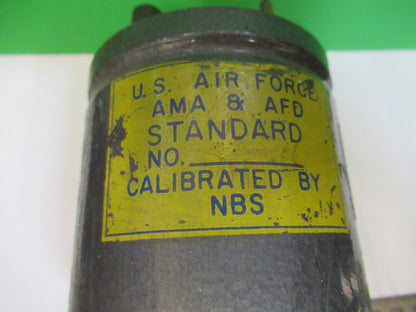 U. S. AIR FORCE
AMA & AFD
STANDARD
NO.
CALIBRATED BY
NBS